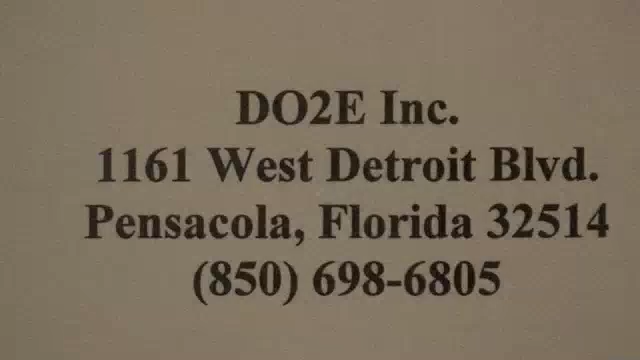 DO2E Inc.
1161 West Detroit Blvd.
Pensacola, Florida 32514
(850) 698-6805